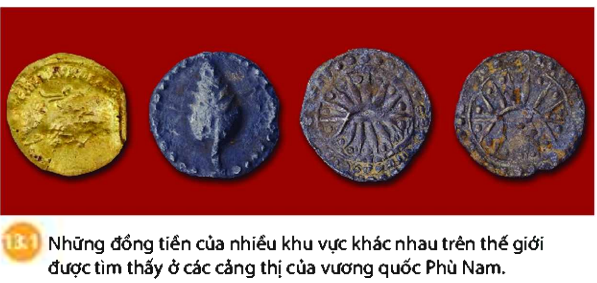 13.1 Những đồng tiền của nhiều khu vực khác nhau trên thế giới
được tìm thấy ở các cảng thị của vương quốc Phù Nam.